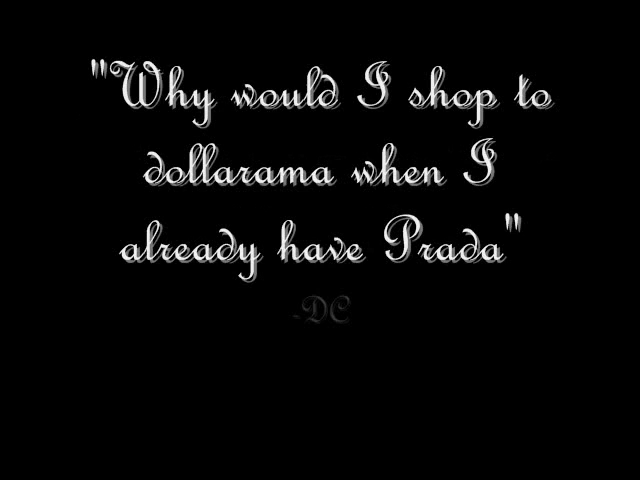 "Why would I shop to
dollarama when I
already have Prada"
-DC